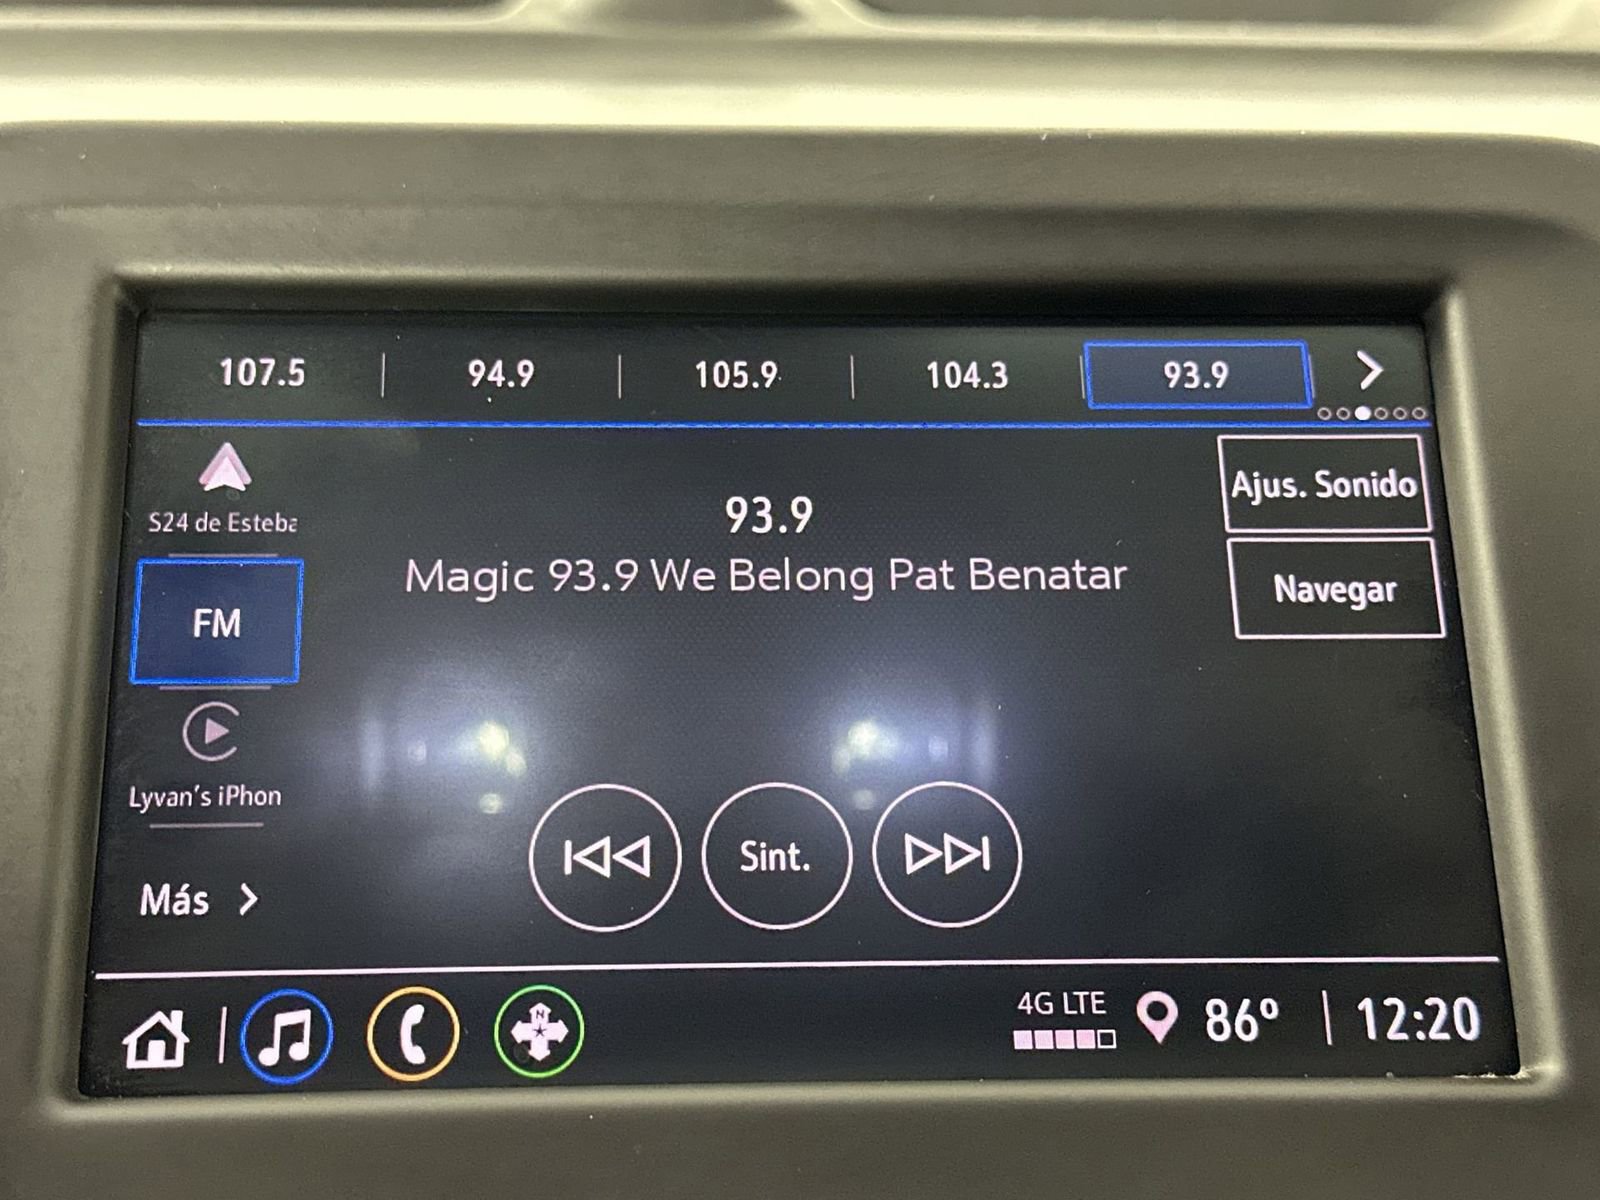 107.5 | 94.9 | 105.9 | 104.3 | 93.9
S24 de Esteba
FM
Lyvan's iPhon
Más
93.9
Magic 93.9 We Belong Pat Benatar
Ajus. Sonido
Navegar
Sint.
N
4G LTE
86° | 12:20